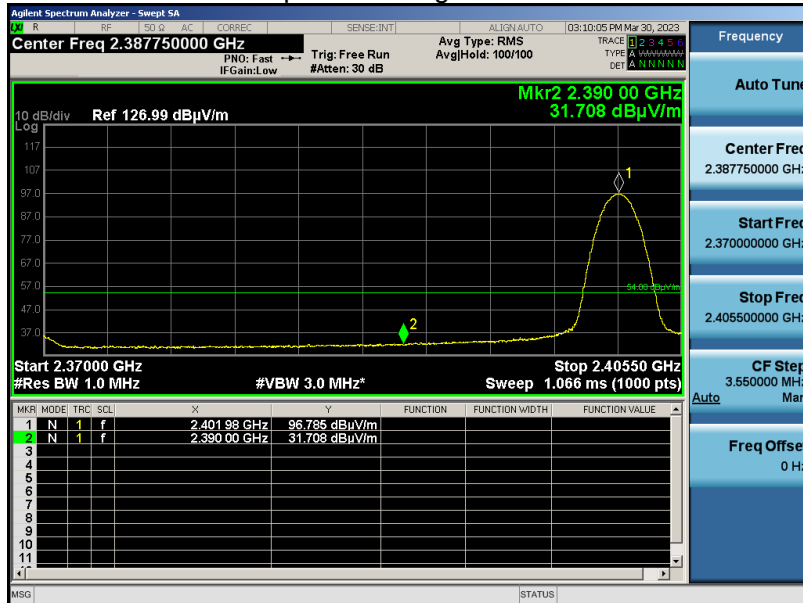 Agilent Spectrum Analyzer - Swept SA
LXI R RF 50 Ω AC CORREC SENSE:INT ALIGN AUTO 03:10:05 PM Mar 30, 2023
Center Freq 2.387750000 GHz
PNO: Fast
IFGain:Low
Trig: Free Run
#Atten: 30 dB
Avg Type: RMS
Avg|Hold: 100/100
TRACE 1 2 3 4 5 6
TYPE A WWWWW
DET A N N N N N
Mkr2 2.390 00 GHz
31.708 dBµV/m
10 dB/div Ref 126.99 dBµV/m
Log
117
107
97.0
87.0
77.0
67.0
57.0
47.0
37.0
1
2
54.00 dBµV/m
Start 2.37000 GHz Stop 2.40550 GHz
#Res BW 1.0 MHz #VBW 3.0 MHz* Sweep 1.066 ms (1000 pts)
MKR MODE TRC SCL X Y FUNCTION FUNCTION WIDTH FUNCTION VALUE
1 N 1 f 2.401 98 GHz 96.785 dBµV/m
2 N 1 f 2.390 00 GHz 31.708 dBµV/m
3
4
5
6
7
8
9
10
11
MSG STATUS
Frequency
Auto Tune
Center Freq
2.387750000 GHz
Start Freq
2.370000000 GHz
Stop Freq
2.405500000 GHz
CF Step
3.550000 MHz
Auto Man
Freq Offset
0 Hz